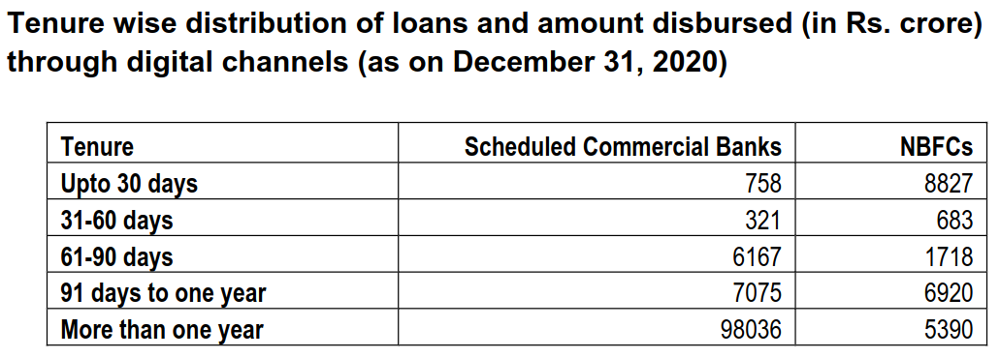 Tenure wise distribution of loans and amount disbursed (in Rs. crore)
through digital channels (as on December 31, 2020)
Tenure Scheduled Commercial Banks NBFCs
Upto 30 days 758 8827
31-60 days 321 683
61-90 days 6167 1718
91 days to one year 7075 6920
More than one year 98036 5390